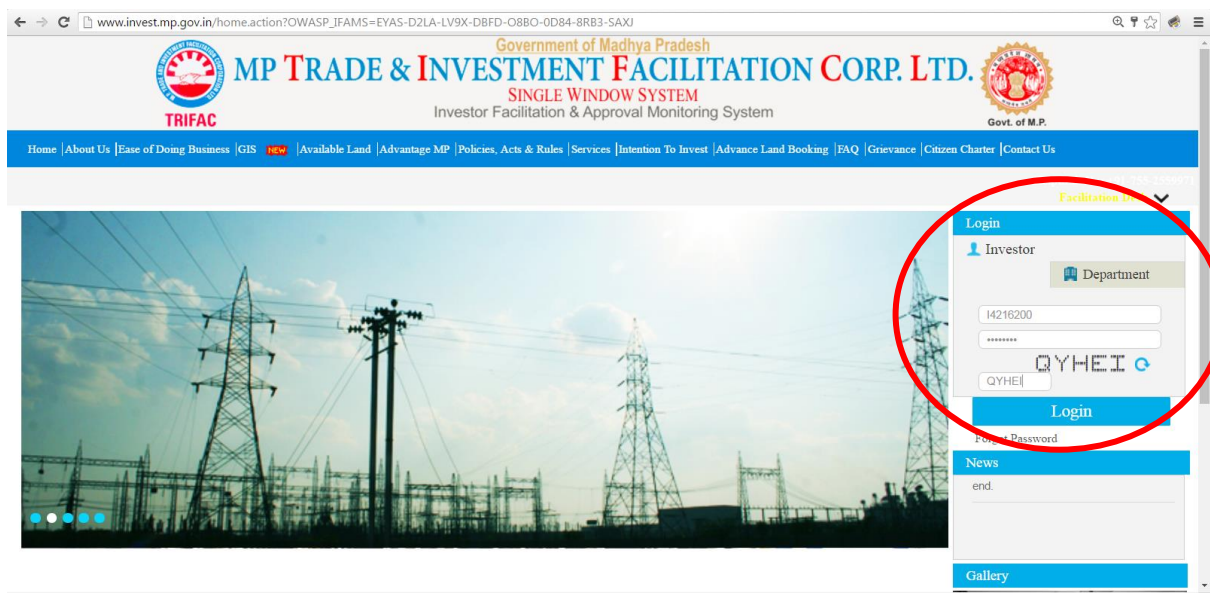 www.invest.mp.gov.in/home.action?OWASP_IFAMS=EYAS-D2LA-LV9X-DBFD-O8BO-0D84-8RB3-SAXJ
Government of Madhya Pradesh
MP TRADE & INVESTMENT FACILITATION CORP. LTD.
SINGLE WINDOW SYSTEM
Investor Facilitation & Approval Monitoring System
TRIFAC
Govt. of M.P.
Home |About Us |Ease of Doing Business |GIS NEW |Available Land |Advantage MP |Policies, Acts & Rules |Services |Intention To Invest |Advance Land Booking |FAQ |Grievance |Citizen Charter |Contact Us
Facilitation
Login
Investor
Department
I4216200
••••••••
QYHEI
QYHEI
Login
Forgot Password
News
end.
Gallery